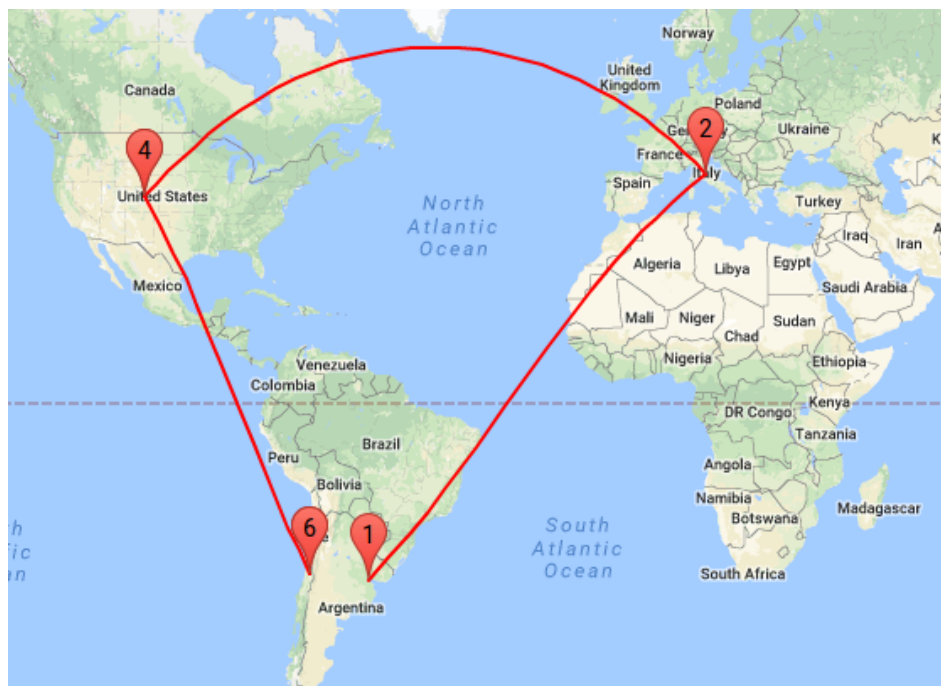 Norway
United
Kingdom
Canada
Poland
Germany
Ukraine
France
4
2
Italy
Spain
United States
Turkey
North
Atlantic
Ocean
Iraq
Iran
Algeria
Libya
Egypt
Mexico
Saudi Arabia
Mali
Niger
Chad
Sudan
Nigeria
Ethiopia
Venezuela
Colombia
DR Congo
Kenya
Tanzania
Brazil
Peru
Bolivia
Angola
Namibia
Botswana
Madagascar
6
1
South
Atlantic
Ocean
South Africa
Argentina